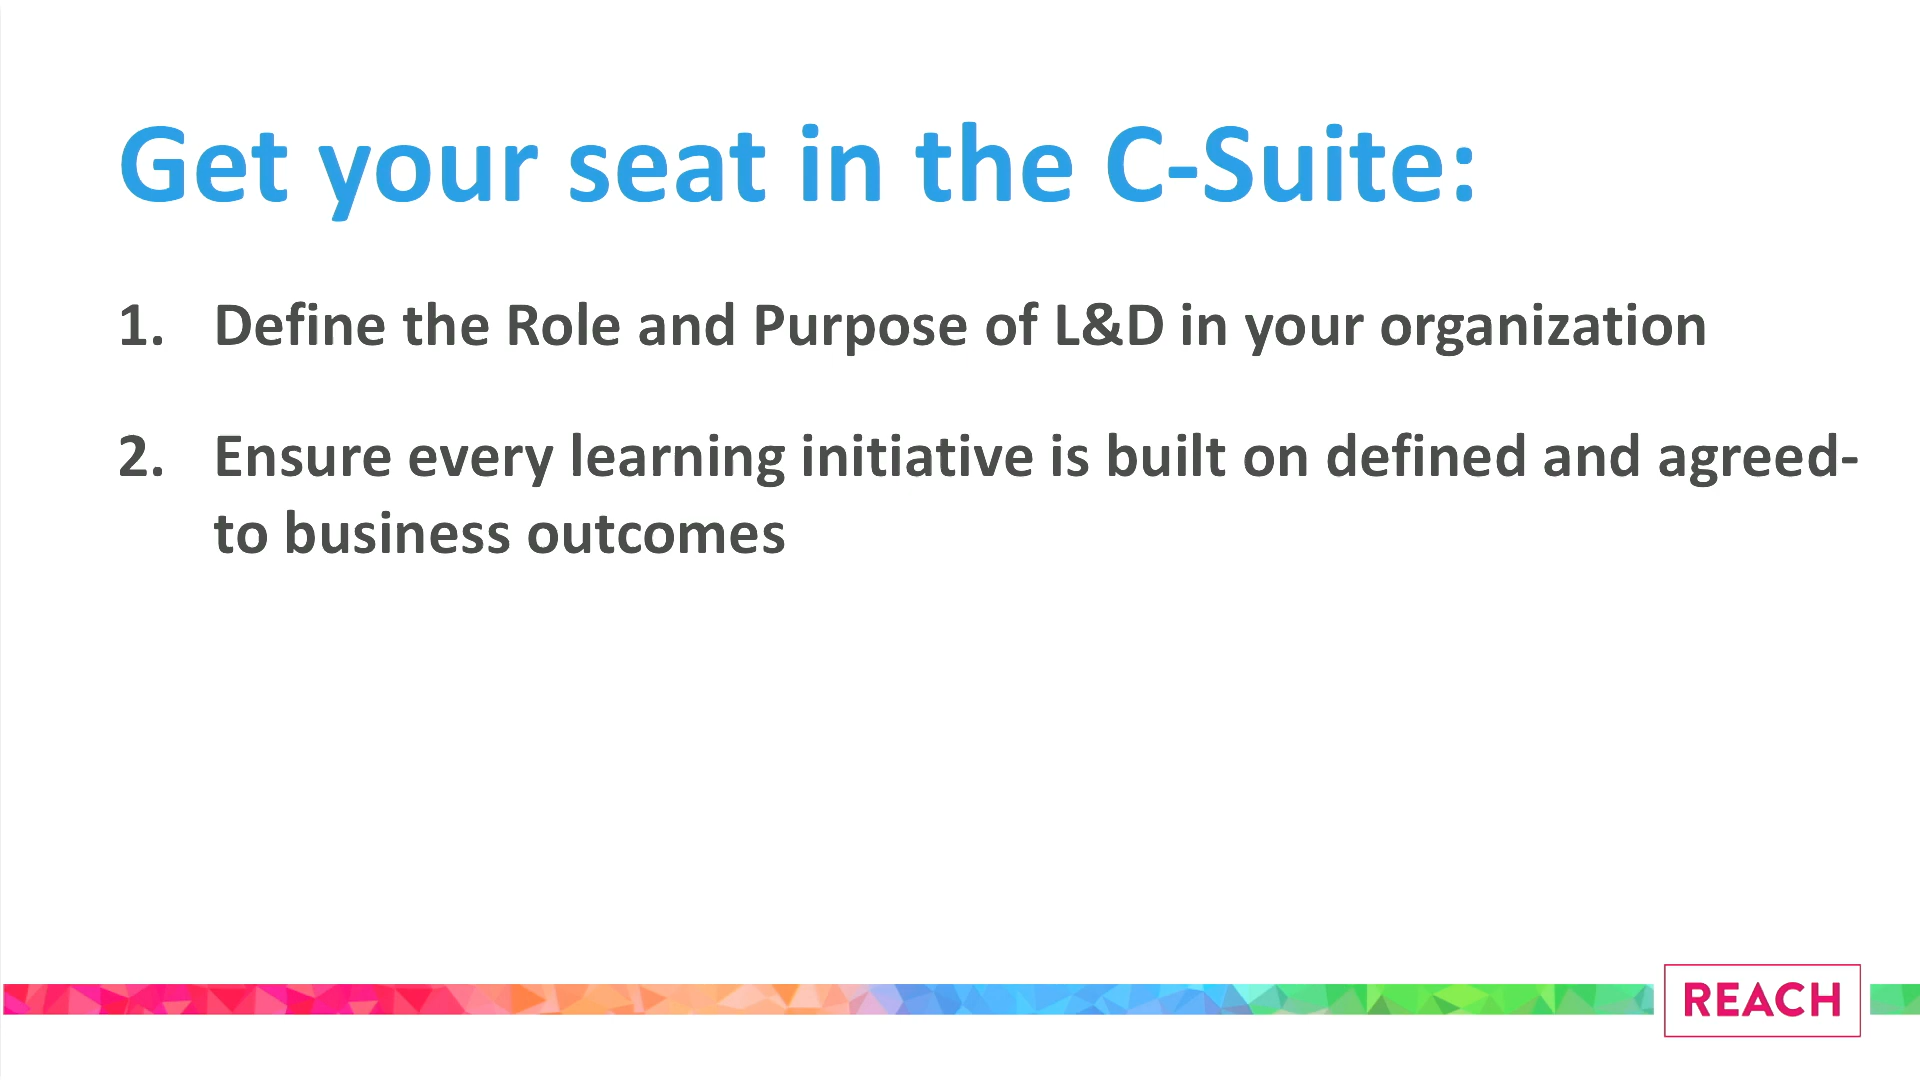 Get your seat in the C-Suite:
1. Define the Role and Purpose of L&D in your organization
2. Ensure every learning initiative is built on defined and agreed-
to business outcomes
REACH